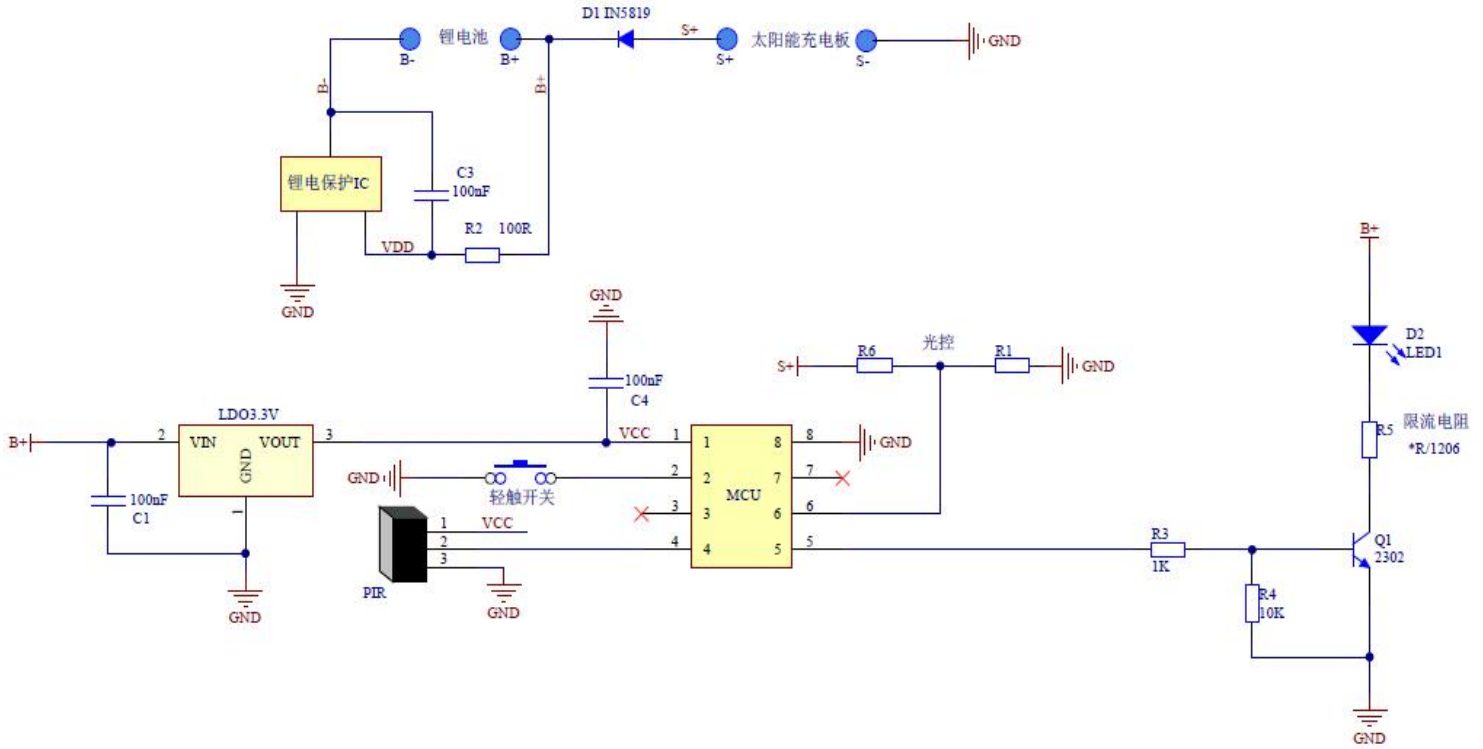 D1 IN5819
锂电池
S+
太阳能充电板
GND
B-
B+
S+
S-
B-
B+
锂电保护IC
C3
100nF
R2 100R
VDD
GND
GND
B+
D2
LED1
100nF
C4
S+
R6
光控
R1
GND
LDO3.3V
B+
2
VIN
VOUT
3
VCC
1
1
8
8
GND
GND
1
100nF
C1
GND
GND
轻触开关
2
2
7
7
MCU
3
3
6
6
PIR
1
VCC
2
3
4
4
5
5
GND
R5
限流电阻
*R/1206
R3
1K
R4
10K
Q1
2302
GND